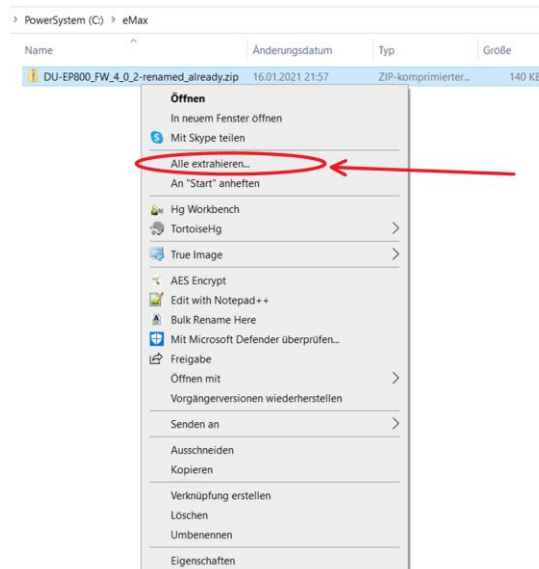 > PowerSystem (C:) > eMax
Name Änderungsdatum Typ Größe
DU-EP800_FW_4_0_2-renamed_already.zip 16.01.2021 21:57 ZIP-komprimierter... 140 KB
Öffnen
In neuem Fenster öffnen
Mit Skype teilen
Alle extrahieren...
An "Start" anheften
Hg Workbench
TortoiseHg
True Image
AES Encrypt
Edit with Notepad++
Bulk Rename Here
Mit Microsoft Defender überprüfen...
Freigabe
Öffnen mit
Vorgängerversionen wiederherstellen
Senden an
Ausschneiden
Kopieren
Verknüpfung erstellen
Löschen
Umbenennen
Eigenschaften